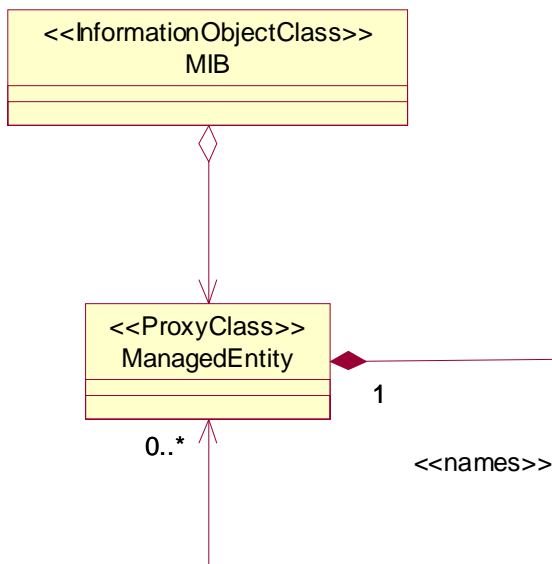 <<InformationObjectClass>>
MIB
<<ProxyClass>>
ManagedEntity
1
0..*
<<names>>